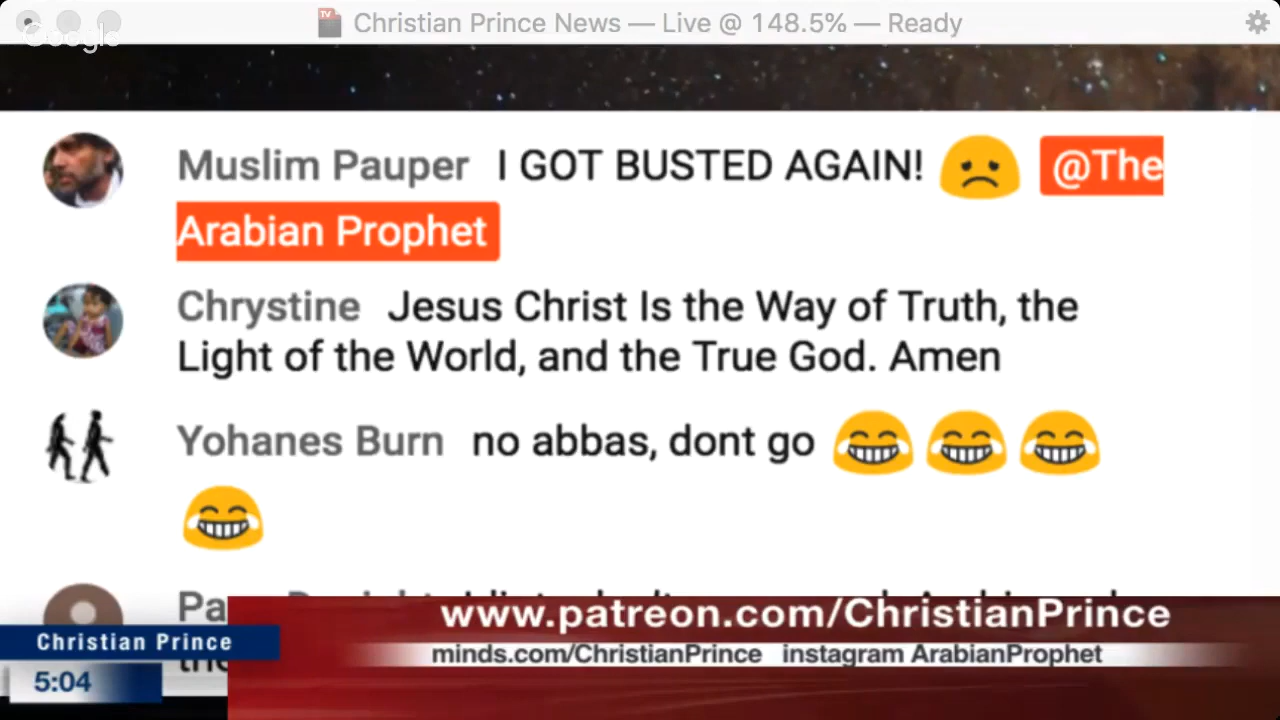 Christian Prince News — Live @ 148.5% — Ready
Google
Muslim Pauper I GOT BUSTED AGAIN! @The
Arabian Prophet
Chrystine Jesus Christ Is the Way of Truth, the
Light of the World, and the True God. Amen
Yohanes Burn no abbas, dont go
Pa
www.patreon.com/ChristianPrince
Christian Prince
minds.com/ChristianPrince instagram ArabianProphet
5:04